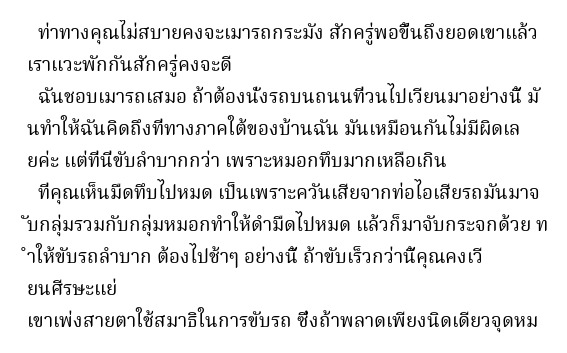 ท่าทางคุณไม่สบายคงจะเมารถกระมัง สักครู่พอขึ้นถึงยอดเขาแล้ว
เราแวะพักกันสักครู่คงจะดี
ฉันชอบเมารถเสมอ ถ้าต้องนั่งรถบนถนนที่วนไปเวียนมาอย่างนี้ มั
นทำให้ฉันคิดถึงที่ทางภาคใต้ของบ้านฉัน มันเหมือนกันไม่มีผิดเล
ยค่ะ แต่ที่นี่ขับลำบากกว่า เพราะหมอกทึบมากเหลือเกิน
ที่คุณเห็นมืดทึบไปหมด เป็นเพราะควันเสียจากท่อไอเสียรถมันมาจ
ับกลุ่มรวมกับกลุ่มหมอกทำให้ดำมืดไปหมด แล้วก็มาจับกระจกด้วย ท
ำให้ขับรถลำบาก ต้องไปช้าๆ อย่างนี้ ถ้าขับเร็วกว่านี้คุณคงเวี
ยนศีรษะแย่
เขาเพ่งสายตาใช้สมาธิในการขับรถ ซึ่งถ้าพลาดเพียงนิดเดียวจุดหม